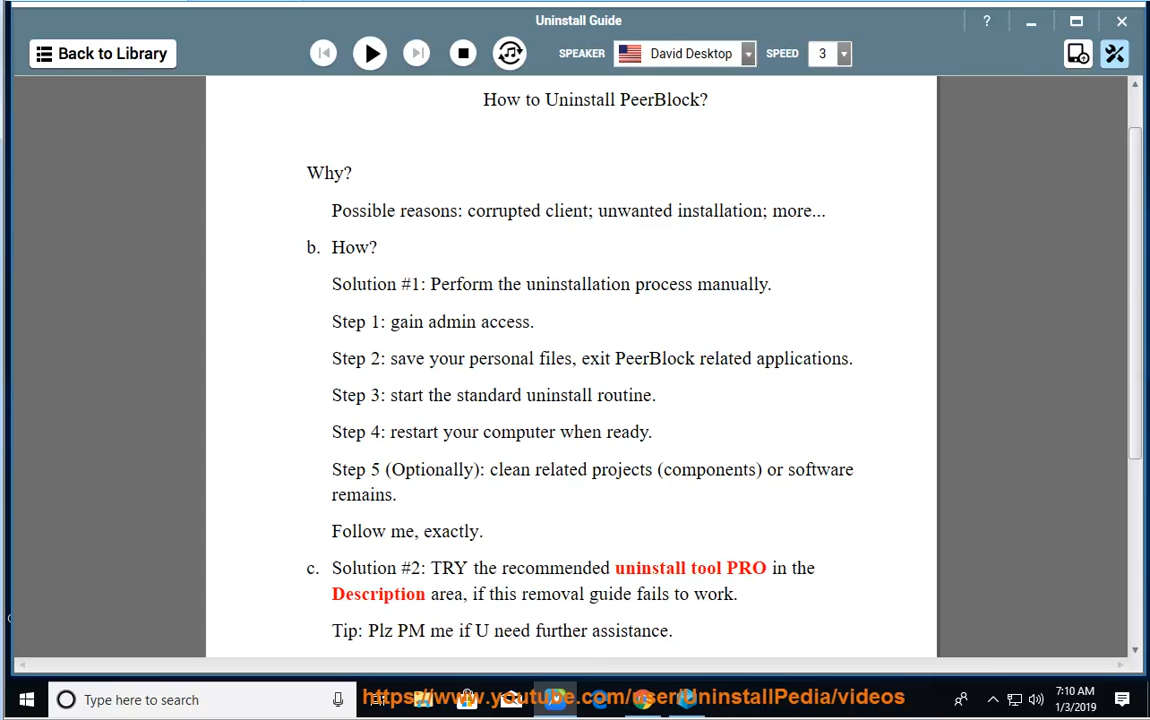 Uninstall Guide
?
Back to Library
SPEAKER
David Desktop
SPEED
3
How to Uninstall PeerBlock?
Why?
Possible reasons: corrupted client; unwanted installation; more...
b. How?
Solution #1: Perform the uninstallation process manually.
Step 1: gain admin access.
Step 2: save your personal files, exit PeerBlock related applications.
Step 3: start the standard uninstall routine.
Step 4: restart your computer when ready.
Step 5 (Optionally): clean related projects (components) or software
remains.
Follow me, exactly.
c. Solution #2: TRY the recommended uninstall tool PRO in the
Description area, if this removal guide fails to work.
Tip: Plz PM me if U need further assistance.
Type here to search
https://www.youtube.com/user/UninstallPedia/videos
7:10 AM
1/3/2019